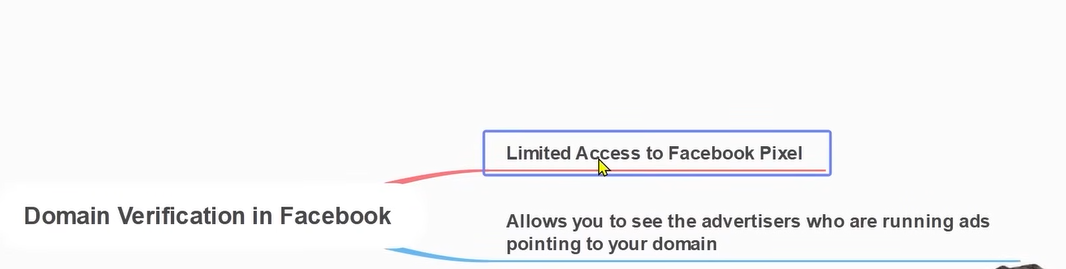 Limited Access to Facebook Pixel
Domain Verification in Facebook
Allows you to see the advertisers who are running ads
pointing to your domain